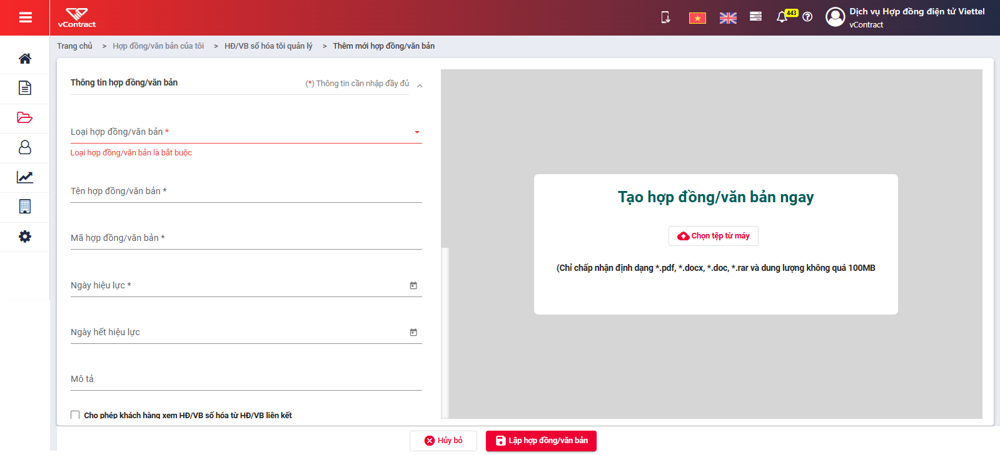 vContract
443
Dịch vụ Hợp đồng điện tử Viettel
vContract
Trang chủ > Hợp đồng/văn bản của tôi > HĐ/VB số hóa tôi quản lý > Thêm mới hợp đồng/văn bản
Thông tin hợp đồng/văn bản
(*) Thông tin cần nhập đầy đủ
Loại hợp đồng/văn bản *
Loại hợp đồng/văn bản là bắt buộc
Tên hợp đồng/văn bản *
Mã hợp đồng/văn bản *
Ngày hiệu lực *
Ngày hết hiệu lực
Mô tả
Cho phép khách hàng xem HĐ/VB số hóa từ HĐ/VB liên kết
Tạo hợp đồng/văn bản ngay
Chọn tệp từ máy
(Chỉ chấp nhận định dạng *.pdf, *.docx, *.doc, *.rar và dung lượng không quá 100MB
Hủy bỏ
Lập hợp đồng/văn bản